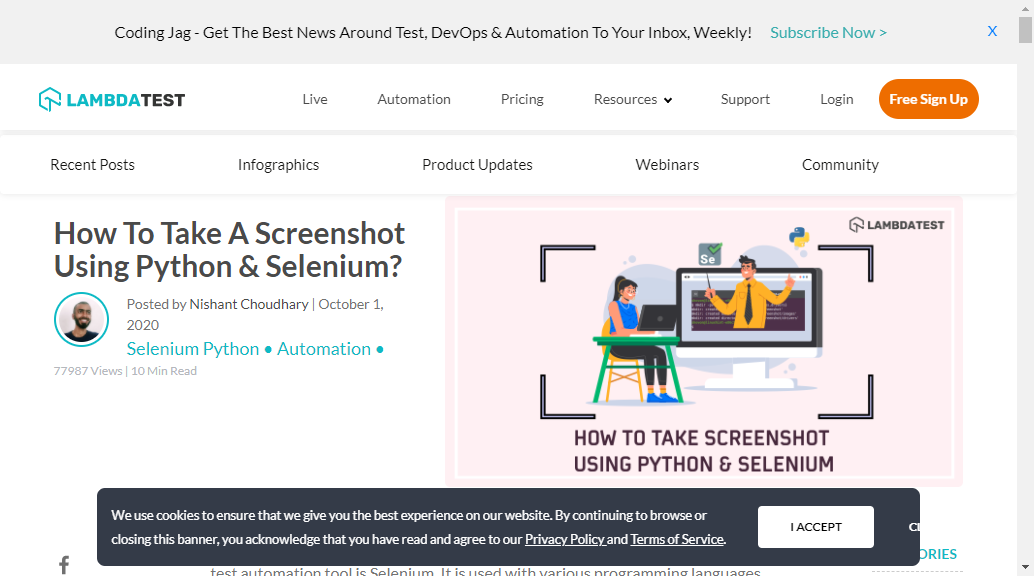 Coding Jag - Get The Best News Around Test, DevOps & Automation To Your Inbox, Weekly! Subscribe Now > X
LAMBDATEST Live Automation Pricing Resources Support Login Free Sign Up
Recent Posts Infographics Product Updates Webinars Community
How To Take A Screenshot
Using Python & Selenium?
Posted by Nishant Choudhary | October 1,
2020
Selenium Python • Automation •
77987 Views | 10 Min Read
LAMBDATEST
Se
HOW TO TAKE SCREENSHOT
USING PYTHON & SELENIUM
We use cookies to ensure that we give you the best experience on our website. By continuing to browse or
closing this banner, you acknowledge that you have read and agree to our Privacy Policy and Terms of Service.
I ACCEPT
test automation tool is Selenium. It is used with various programming languages